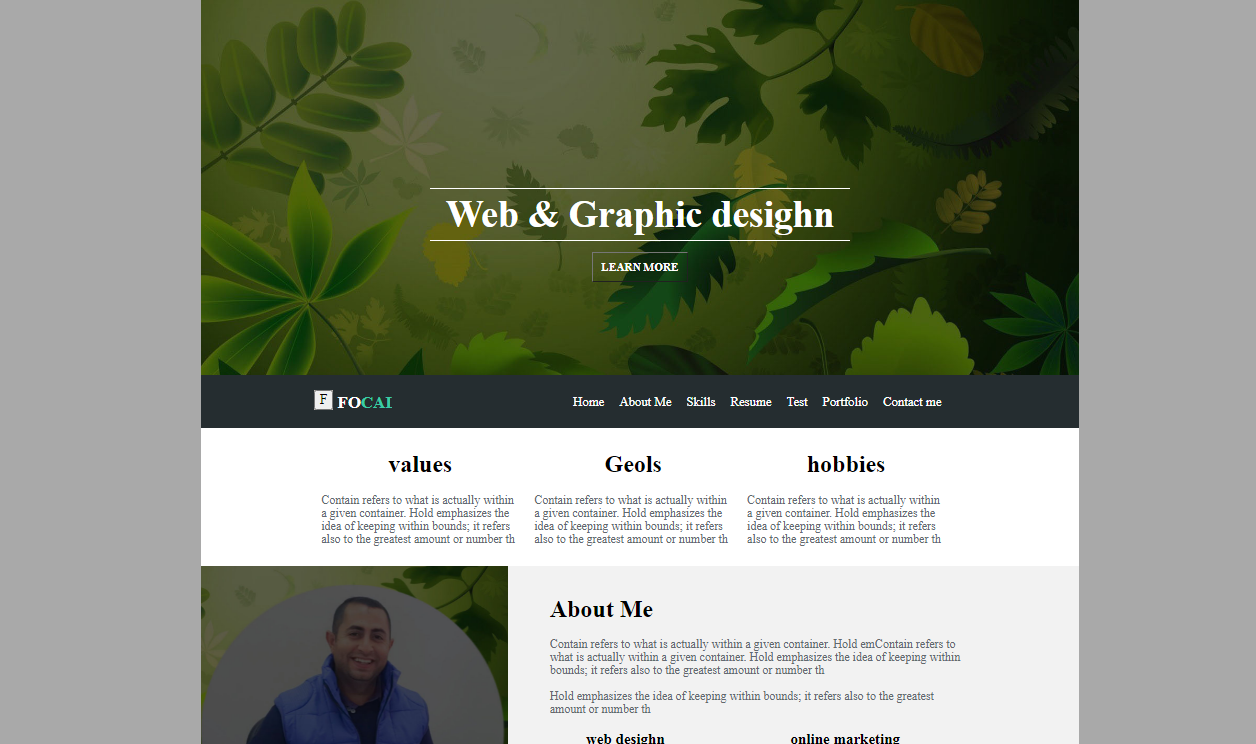 Web & Graphic desighn
LEARN MORE
F FOCAL
Home About Me Skills Resume Test Portfolio Contact me
values Geols hobbies
Contain refers to what is actually within
a given container. Hold emphasizes the
idea of keeping within bounds; it refers
also to the greatest amount or number th
Contain refers to what is actually within
a given container. Hold emphasizes the
idea of keeping within bounds; it refers
also to the greatest amount or number th
Contain refers to what is actually within
a given container. Hold emphasizes the
idea of keeping within bounds; it refers
also to the greatest amount or number th
About Me
Contain refers to what is actually within a given container. Hold emContain refers to
what is actually within a given container. Hold emphasizes the idea of keeping within
bounds; it refers also to the greatest amount or number th
Hold emphasizes the idea of keeping within bounds; it refers also to the greatest
amount or number th
web desighn online marketing